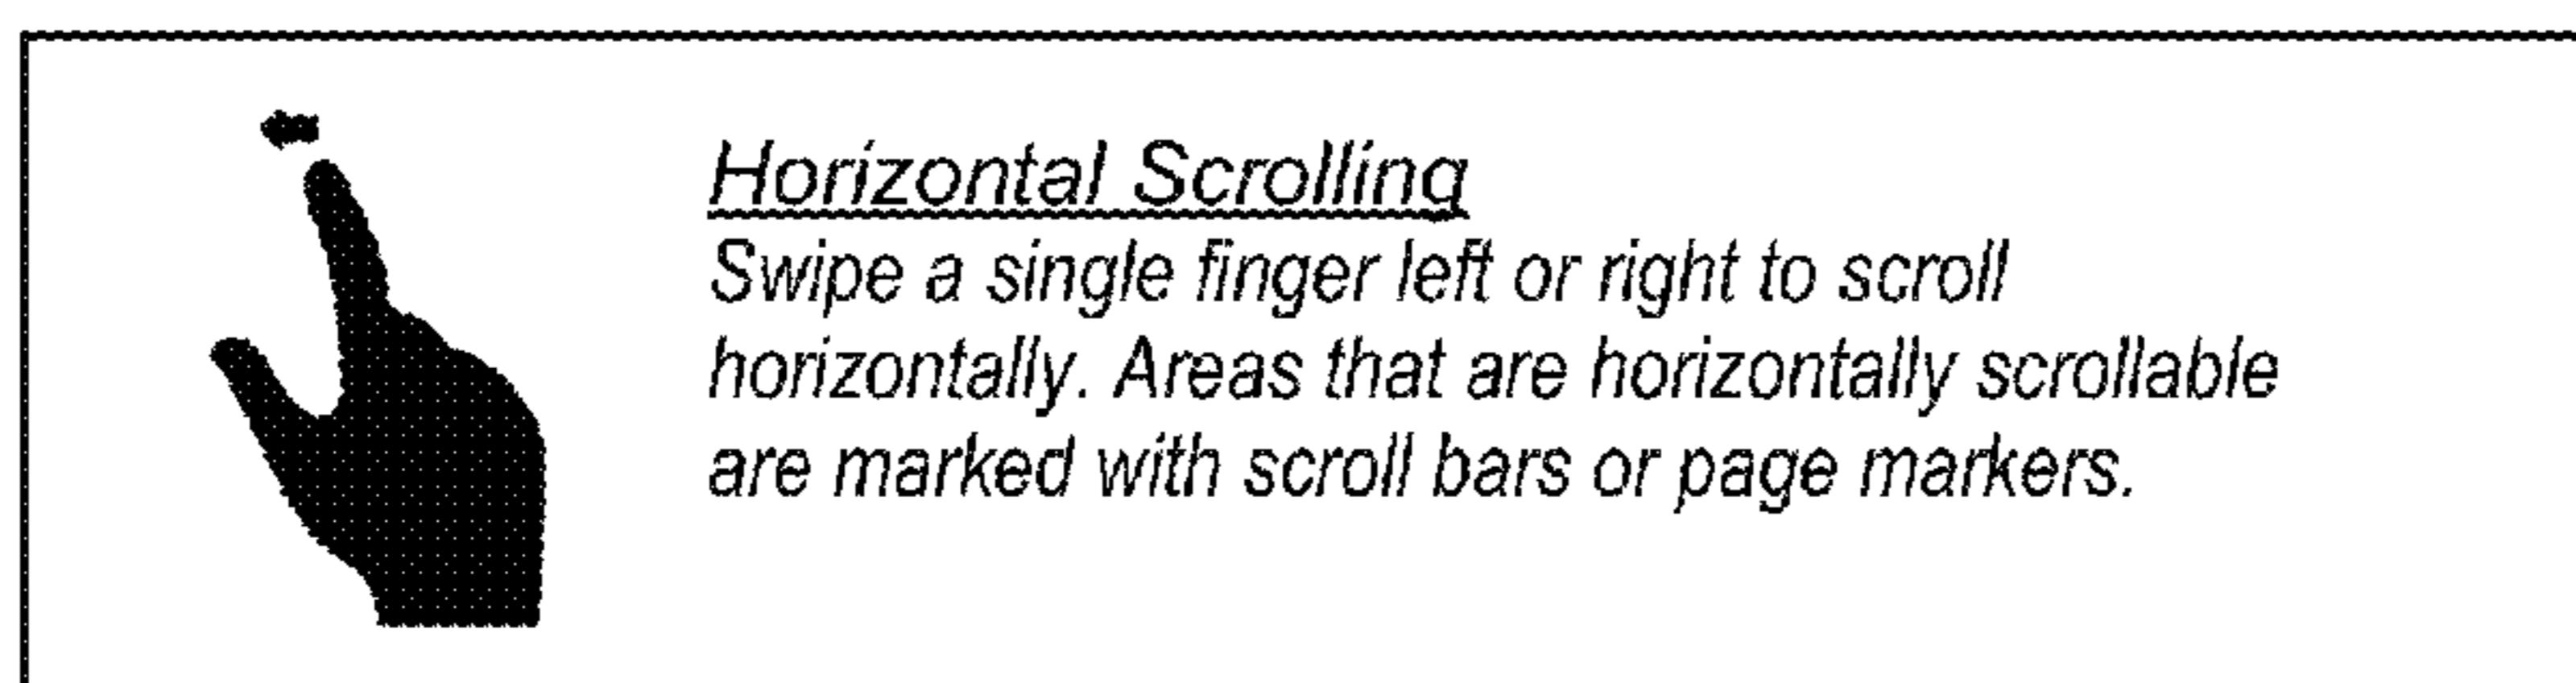 Horizontal Scrolling
Swipe a single finger left or right to scroll
horizontally. Areas that are horizontally scrollable
are marked with scroll bars or page markers.